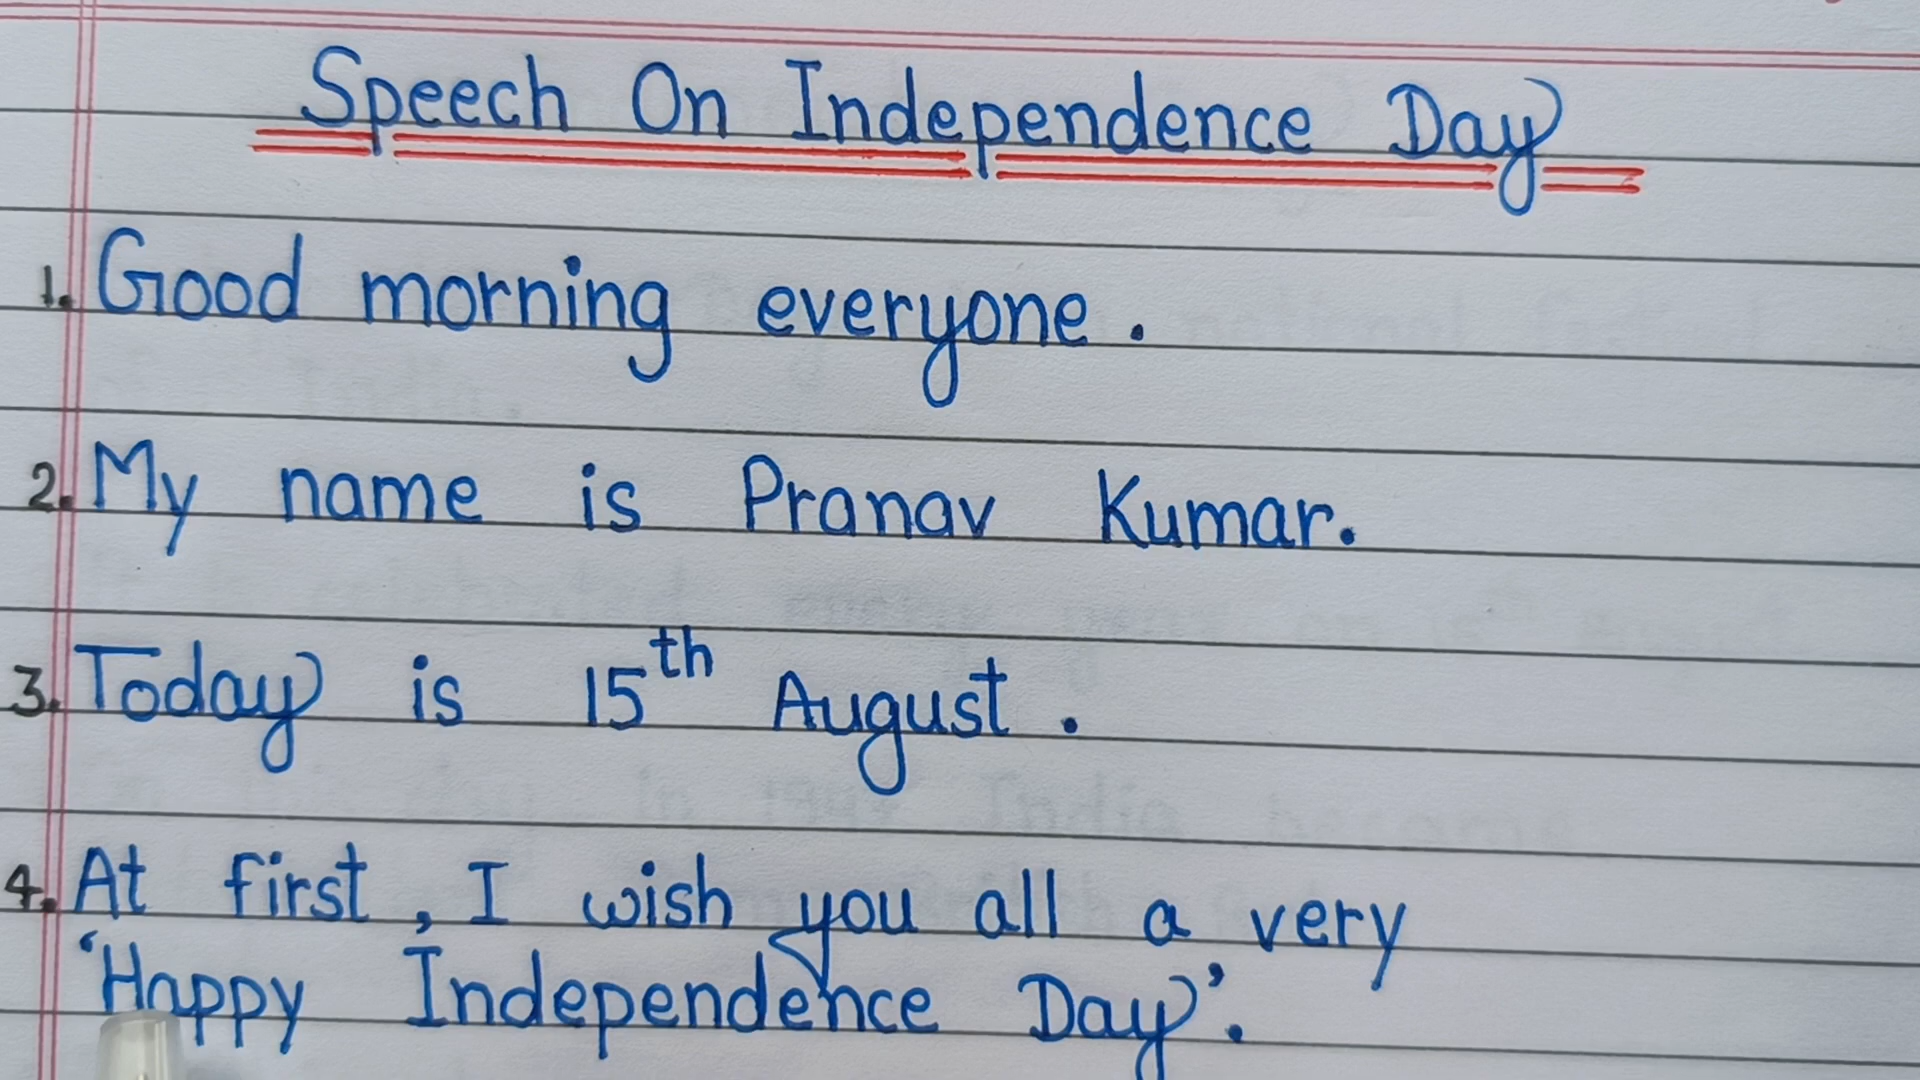 Speech On Independence Day
1. Good morning everyone.
2. My name is Pranav Kumar.
3. Today is 15th August.
4. At first, I wish you all a very
'Happy Independence Day'.